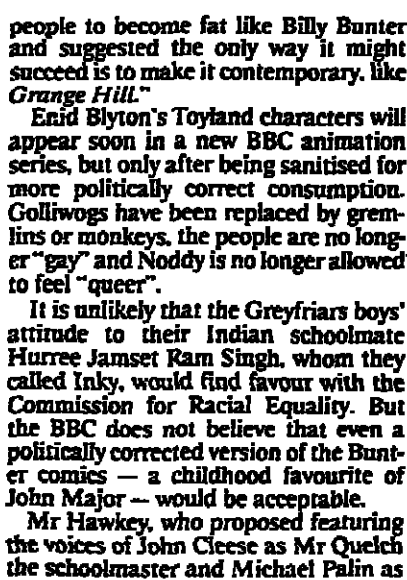 people to become fat like Billy Bunter
and suggested the only way it might
succeed is to make it contemporary, like
Grange Hill."
Enid Blyton's Toyland characters will
appear soon in a new BBC animation
series, but only after being sanitised for
more politically correct consumption.
Golliwogs have been replaced by grem-
lins or monkeys, the people are no long-
er "gay" and Noddy is no longer allowed
to feel "queer".
It is unlikely that the Greyfriars boys'
attitude to their Indian schoolmate
Hurree Jamset Ram Singh, whom they
called Inky, would find favour with the
Commission for Racial Equality. But
the BBC does not believe that even a
politically corrected version of the Bunt-
er comics — a childhood favourite of
John Major — would be acceptable.
Mr Hawkey, who proposed featuring
the voices of John Cleese as Mr Quelch
the schoolmaster and Michael Palin as